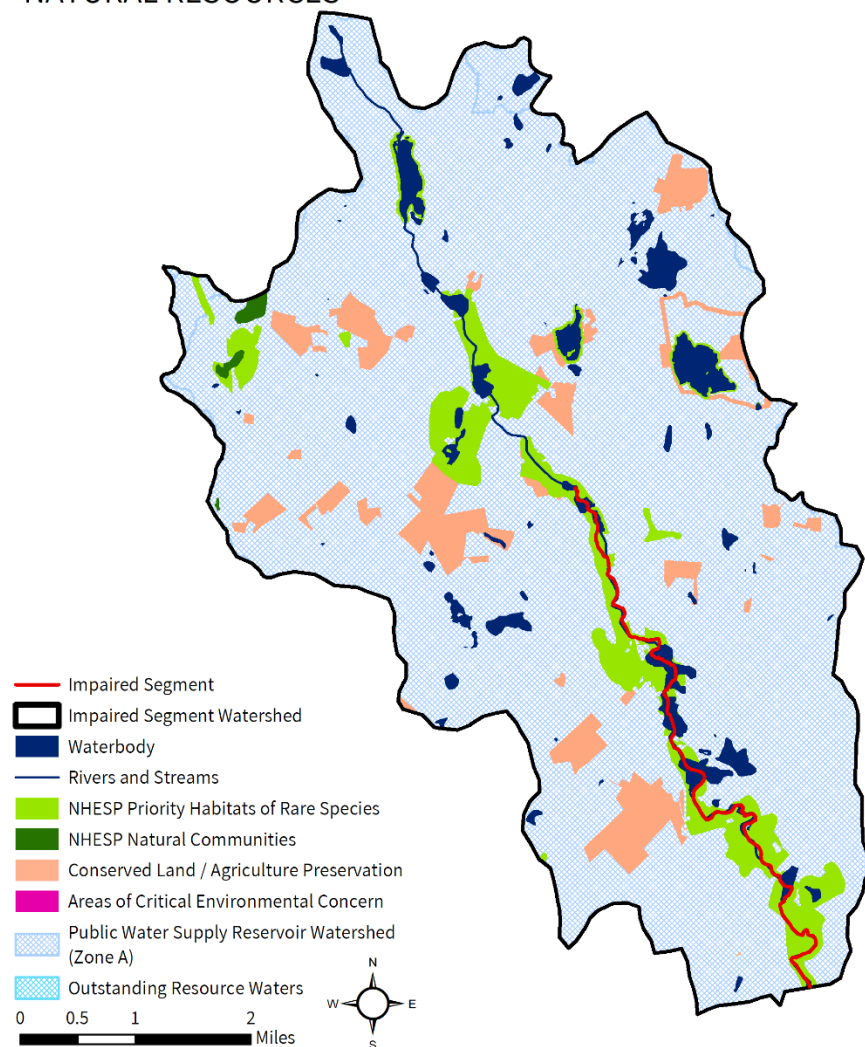 NATURAL RESOURCES
Impaired Segment
Impaired Segment Watershed
Waterbody
Rivers and Streams
NHESP Priority Habitats of Rare Species
NHESP Natural Communities
Conserved Land / Agriculture Preservation
Areas of Critical Environmental Concern
Public Water Supply Reservoir Watershed
(Zone A)
Outstanding Resource Waters
N
W E
S
0 0.5 1 2
Miles